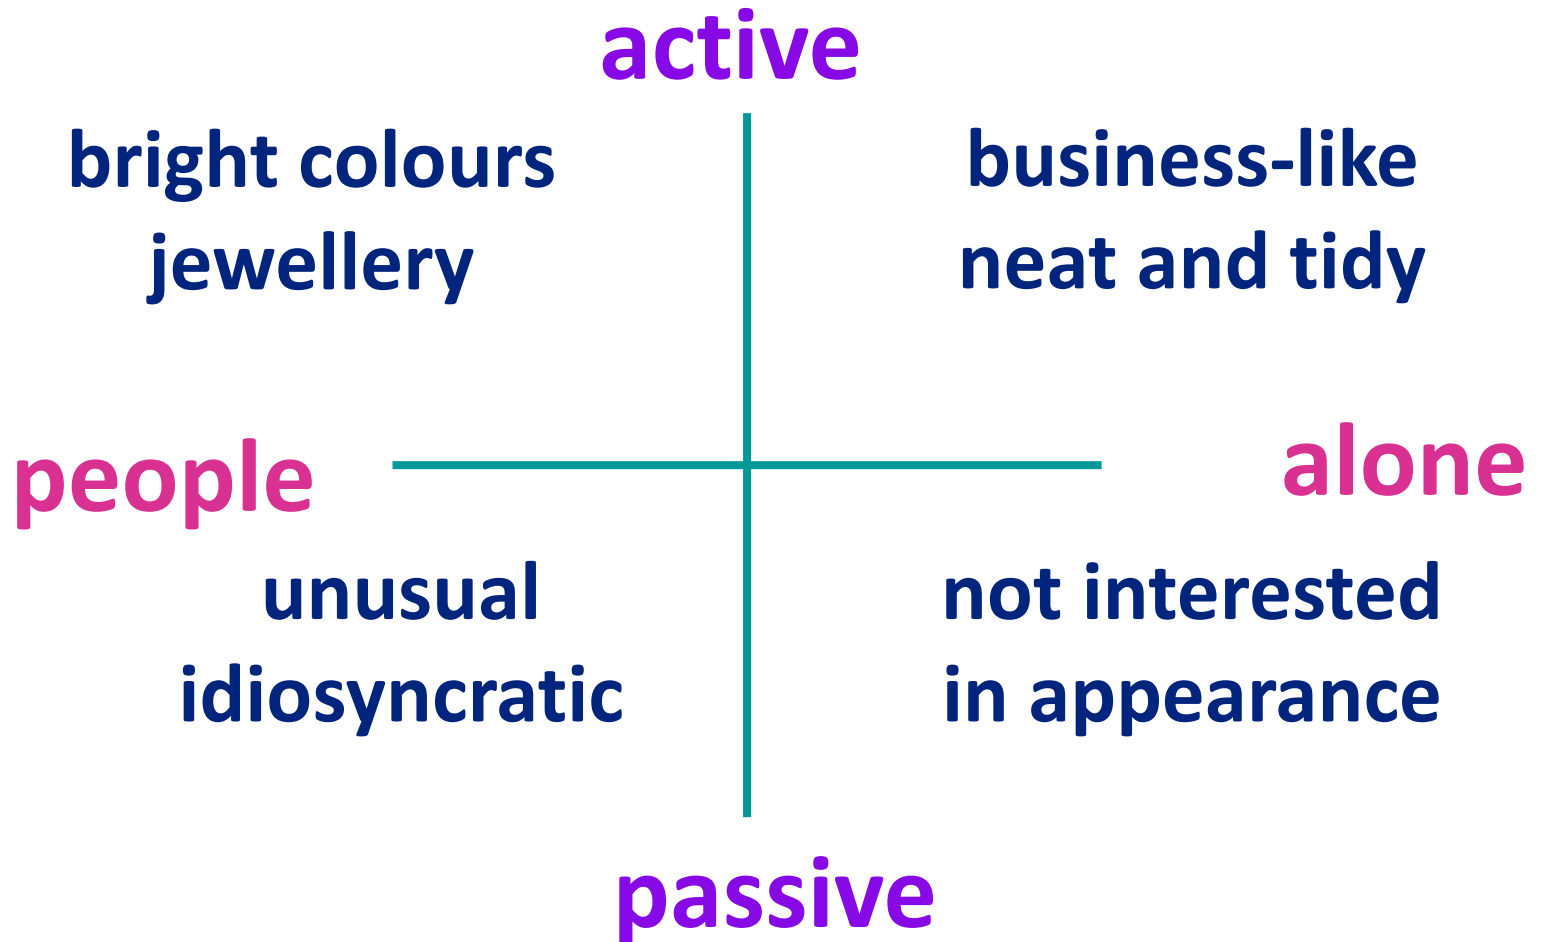 active
bright colours
jewellery
business-like
neat and tidy
people
alone
unusual
idiosyncratic
not interested
in appearance
passive